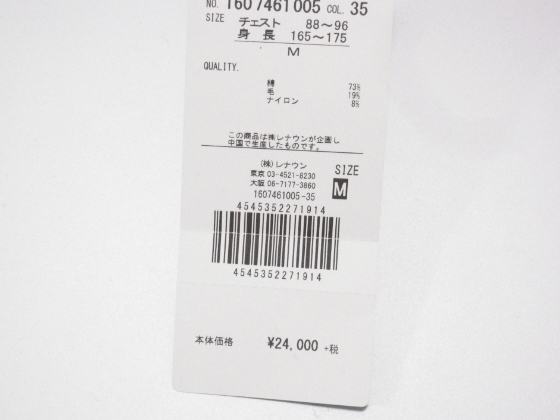 NO. 1607461005 COL. 35
SIZE チェスト 88～96
身長 165～175
M
QUALITY.
綿 73%
毛 19%
ナイロン 8%
この商品は㈱レナウンが企画し
中国で生産したものです。
(株)レナウン SIZE
東京 03-4521-8230
大阪 06-7177-3860 M
1607461005-35
4545352271914
4545352271914
本体価格 ¥24,000 +税